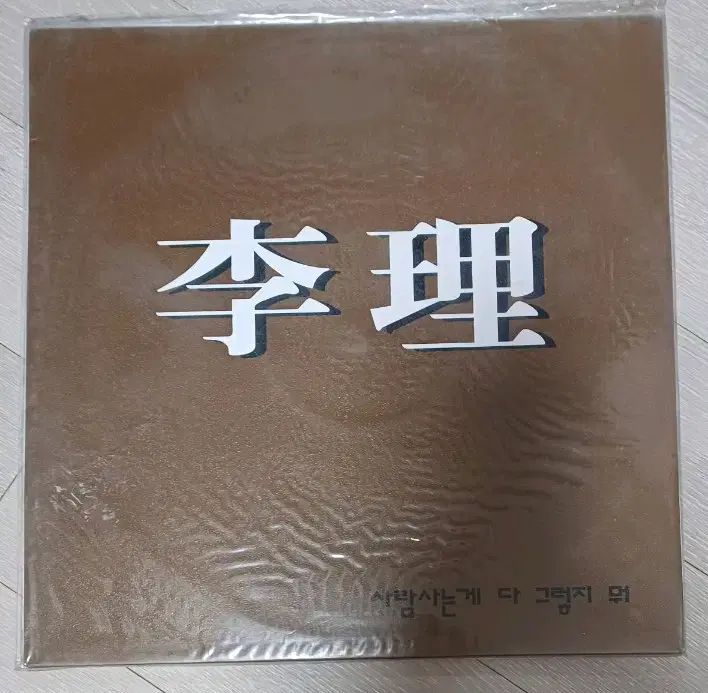 李理
사람사는게 다 그렇지 뭐